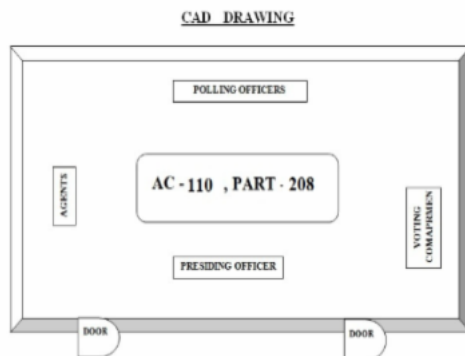 CAD DRAWING
POLLING OFFICERS
AGENTS
AC - 110 , PART - 208
VOTING
COMAPRMEN
PRESIDING OFFICER
DOOR
DOOR